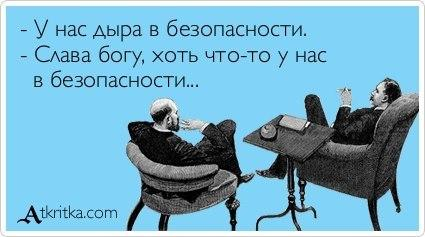 - У нас дыра в безопасности.
- Слава богу, хоть что-то у нас
в безопасности...
Atkritka.com